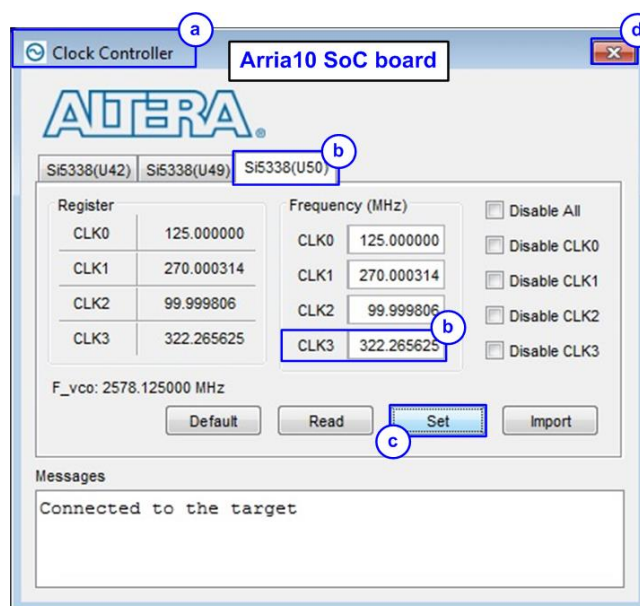 a
d
Clock Controller
Arria10 SoC board
ALTERA®
b
Si5338(U42) Si5338(U49) Si5338(U50)
Register
CLK0 125.000000
CLK1 270.000314
CLK2 99.999806
CLK3 322.265625
Frequency (MHz)
CLK0 125.000000
CLK1 270.000314
CLK2 99.999806
b
CLK3 322.265625
Disable All
Disable CLK0
Disable CLK1
Disable CLK2
Disable CLK3
F_vco: 2578.125000 MHz
Default Read Set Import
c
Messages
Connected to the target